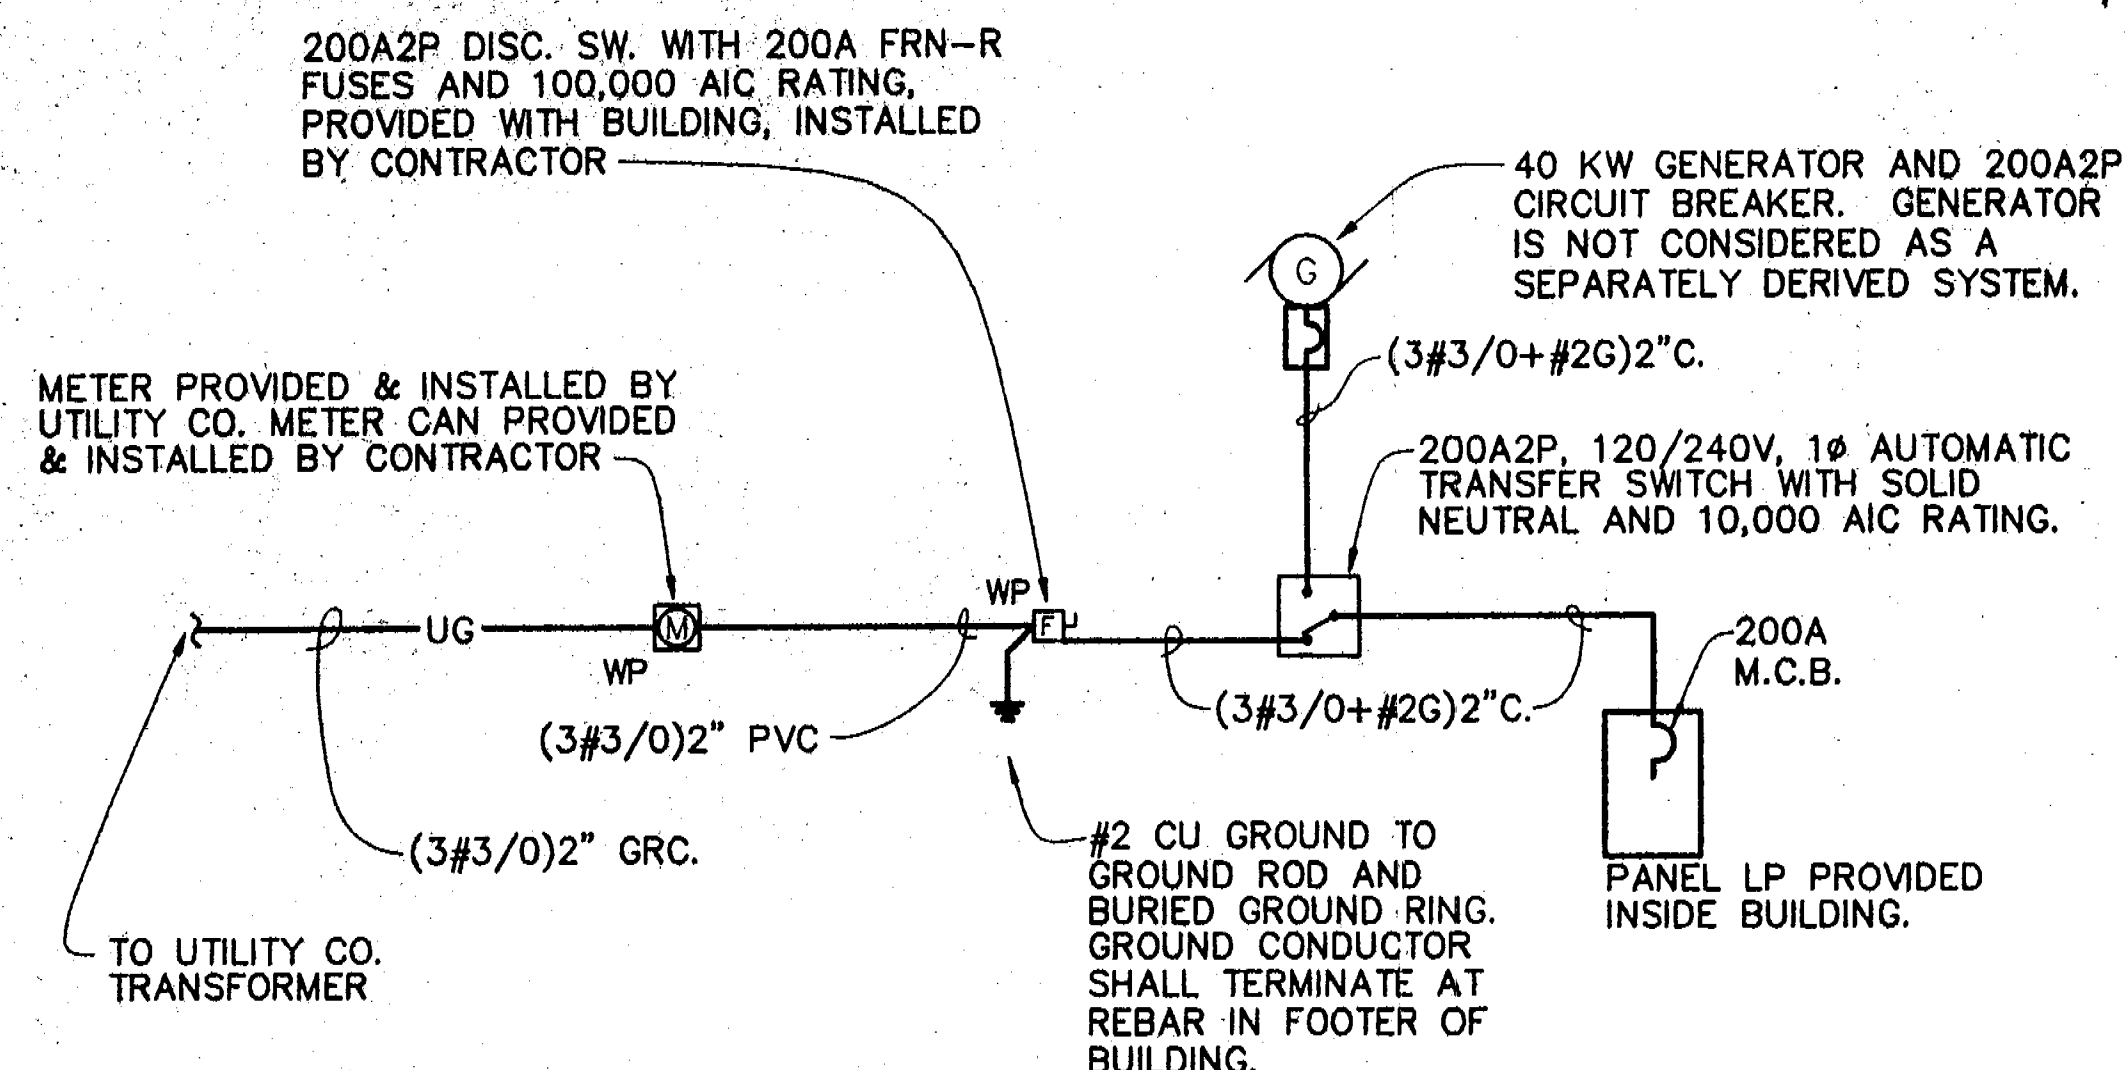 200A2P DISC. SW. WITH 200A FRN-R
FUSES AND 100,000 AIC RATING,
PROVIDED WITH BUILDING, INSTALLED
BY CONTRACTOR
40 KW GENERATOR AND 200A2P
CIRCUIT BREAKER. GENERATOR
IS NOT CONSIDERED AS A
SEPARATELY DERIVED SYSTEM.
G
(3#3/0+#2G)2"C.
METER PROVIDED & INSTALLED BY
UTILITY CO. METER CAN PROVIDED
& INSTALLED BY CONTRACTOR
200A2P, 120/240V, 1ø AUTOMATIC
TRANSFER SWITCH WITH SOLID
NEUTRAL AND 10,000 AIC RATING.
WP
UG
M
F
WP
200A
M.C.B.
(3#3/0+#2G)2"C.
(3#3/0)2" PVC
(3#3/0)2" GRC.
#2 CU GROUND TO
GROUND ROD AND
BURIED GROUND RING.
GROUND CONDUCTOR
SHALL TERMINATE AT
REBAR IN FOOTER OF
BUILDING.
PANEL LP PROVIDED
INSIDE BUILDING.
TO UTILITY CO.
TRANSFORMER